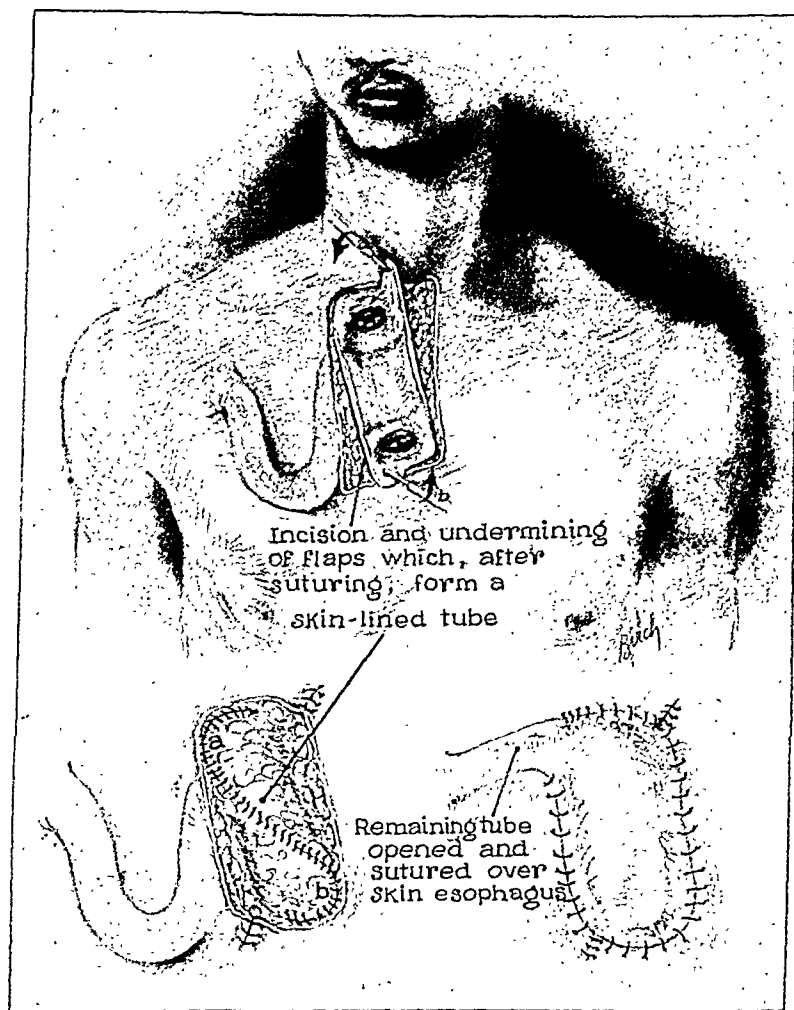 b
Incision and undermining
of flaps which, after
suturing, form a
skin-lined tube
Birch
a
b
Remaining tube
opened and
sutured over
skin esophagus